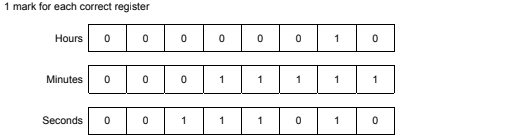 1 mark for each correct register
Hours 0 0 0 0 0 0 1 0
Minutes 0 0 0 1 1 1 1 1
Seconds 0 0 1 1 1 0 1 0